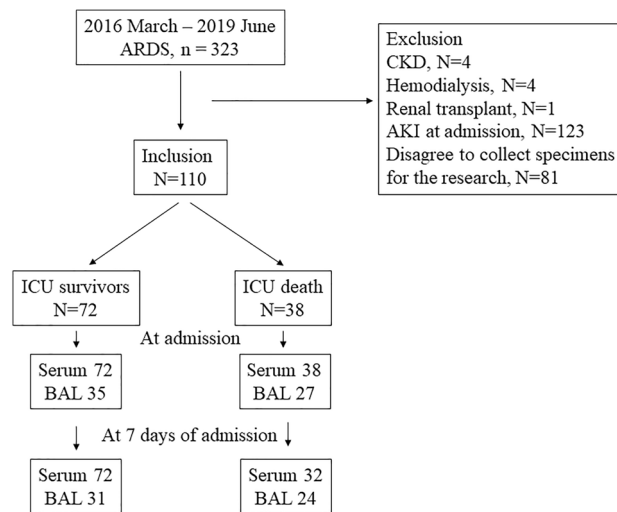 2016 March – 2019 June
ARDS, n = 323
Exclusion
CKD, N=4
Hemodialysis, N=4
Renal transplant, N=1
AKI at admission, N=123
Disagree to collect specimens
for the research, N=81
Inclusion
N=110
ICU survivors
N=72
ICU death
N=38
At admission
Serum 72
BAL 35
Serum 38
BAL 27
At 7 days of admission
Serum 72
BAL 31
Serum 32
BAL 24